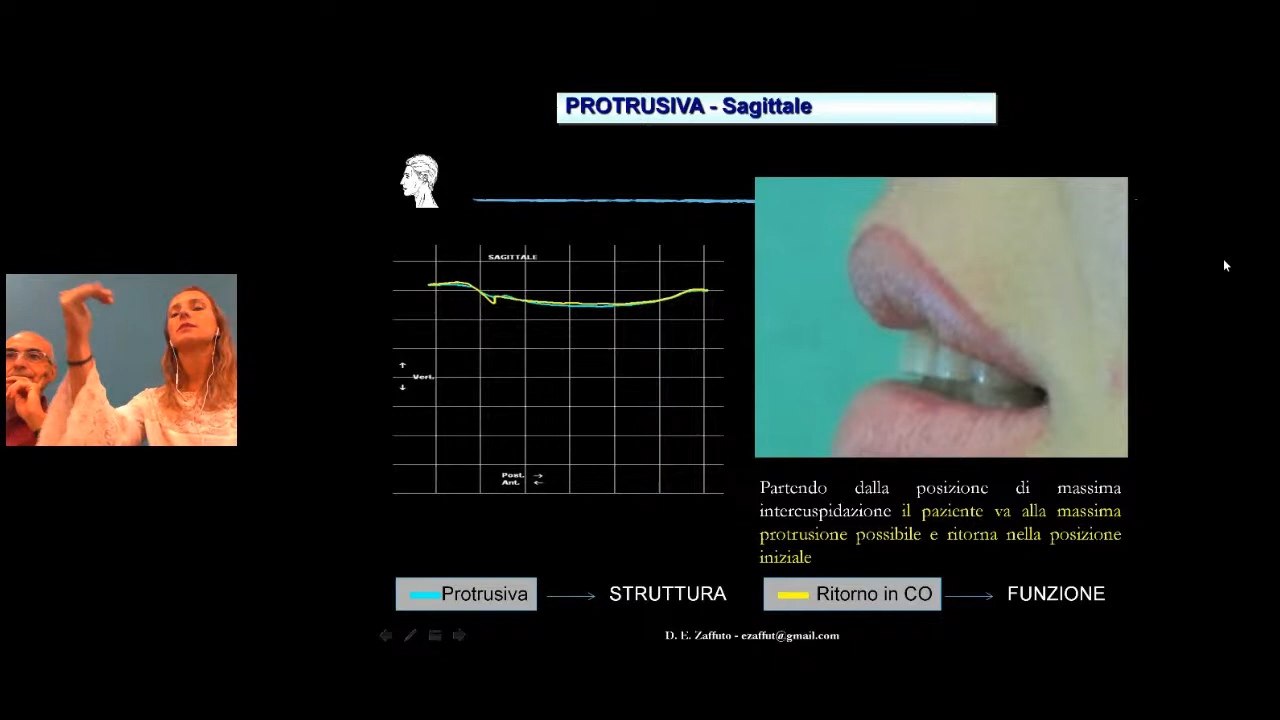 PROTRUSIVA - Sagittale
SAGITTALE
Vert.
Post.
Ant.
Partendo dalla posizione di massima
intercuspidazione il paziente va alla massima
protrusione possibile e ritorna nella posizione
iniziale
Protrusiva
STRUTTURA
Ritorno in CO
FUNZIONE
D. E. Zaffuto - ezaffut@gmail.com